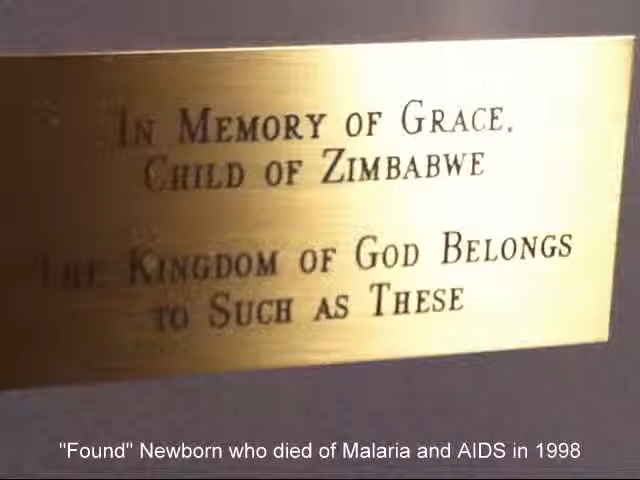 In Memory of Grace,
Child of Zimbabwe
The Kingdom of God Belongs
to Such as These
"Found" Newborn who died of Malaria and AIDS in 1998